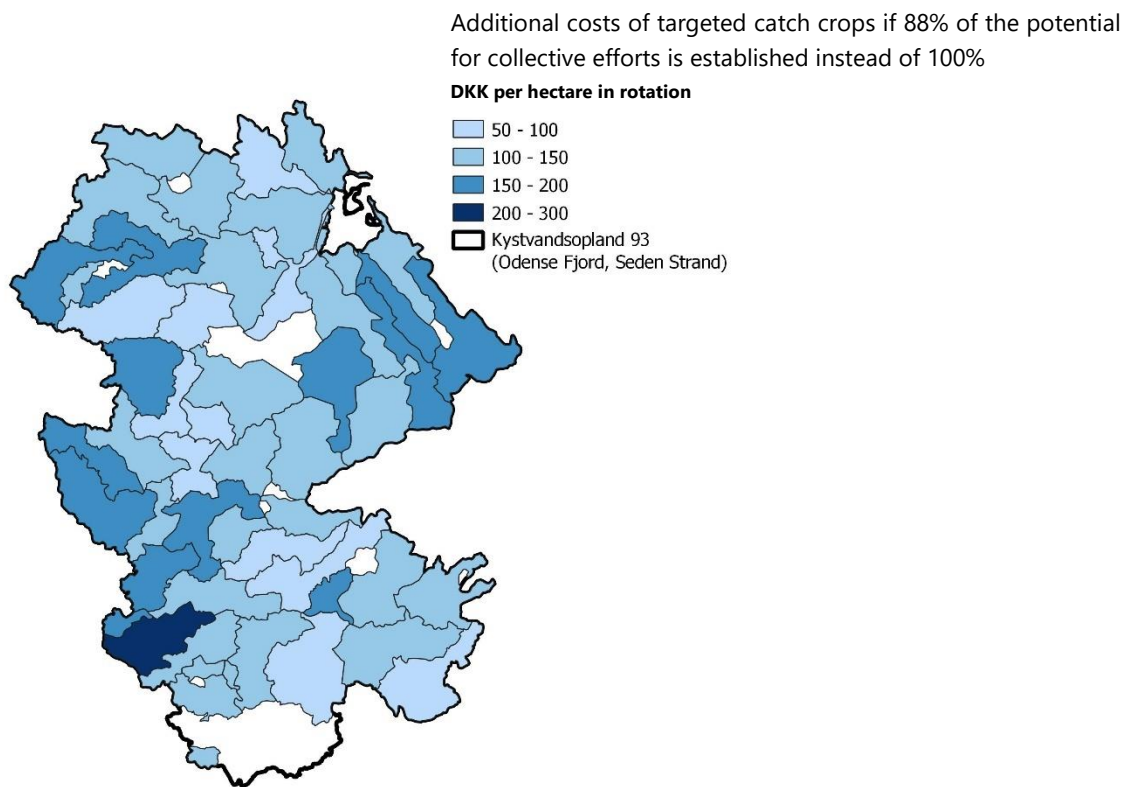 Additional costs of targeted catch crops if 88% of the potential
for collective efforts is established instead of 100%
DKK per hectare in rotation
50 - 100
100 - 150
150 - 200
200 - 300
Kystvandsopland 93
(Odense Fjord, Seden Strand)